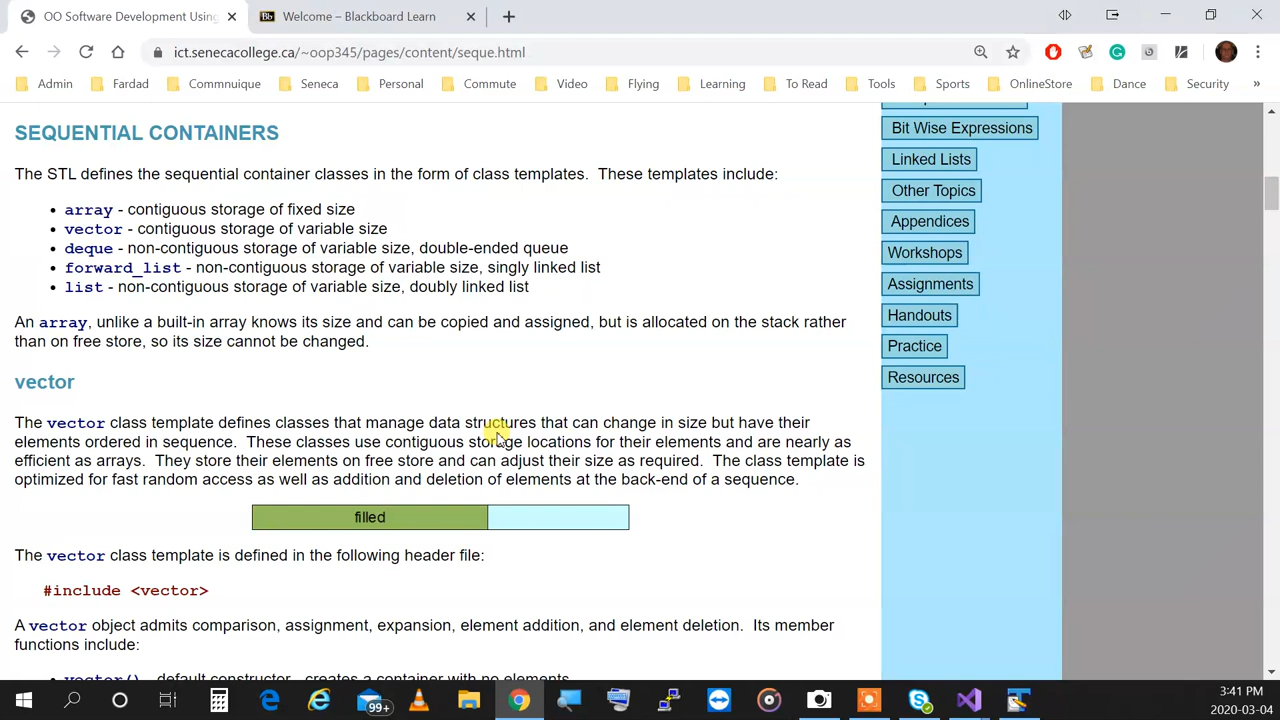 OO Software Development Using
Welcome – Blackboard Learn
ict.senecacollege.ca/~oop345/pages/content/seque.html
Admin Fardad Commnuique Seneca Personal Commute Video Flying Learning To Read Tools Sports OnlineStore Dance Security »
SEQUENTIAL CONTAINERS
The STL defines the sequential container classes in the form of class templates. These templates include:
• array - contiguous storage of fixed size
• vector - contiguous storage of variable size
• deque - non-contiguous storage of variable size, double-ended queue
• forward_list - non-contiguous storage of variable size, singly linked list
• list - non-contiguous storage of variable size, doubly linked list
An array, unlike a built-in array knows its size and can be copied and assigned, but is allocated on the stack rather
than on free store, so its size cannot be changed.
vector
The vector class template defines classes that manage data structures that can change in size but have their
elements ordered in sequence. These classes use contiguous storage locations for their elements and are nearly as
efficient as arrays. They store their elements on free store and can adjust their size as required. The class template is
optimized for fast random access as well as addition and deletion of elements at the back-end of a sequence.
filled
The vector class template is defined in the following header file:
#include <vector>
A vector object admits comparison, assignment, expansion, element addition, and element deletion. Its member
functions include:
• vector() - default constructor - creates a container with no elements
Bit Wise Expressions
Linked Lists
Other Topics
Appendices
Workshops
Assignments
Handouts
Practice
Resources
99+
3:41 PM
2020-03-04